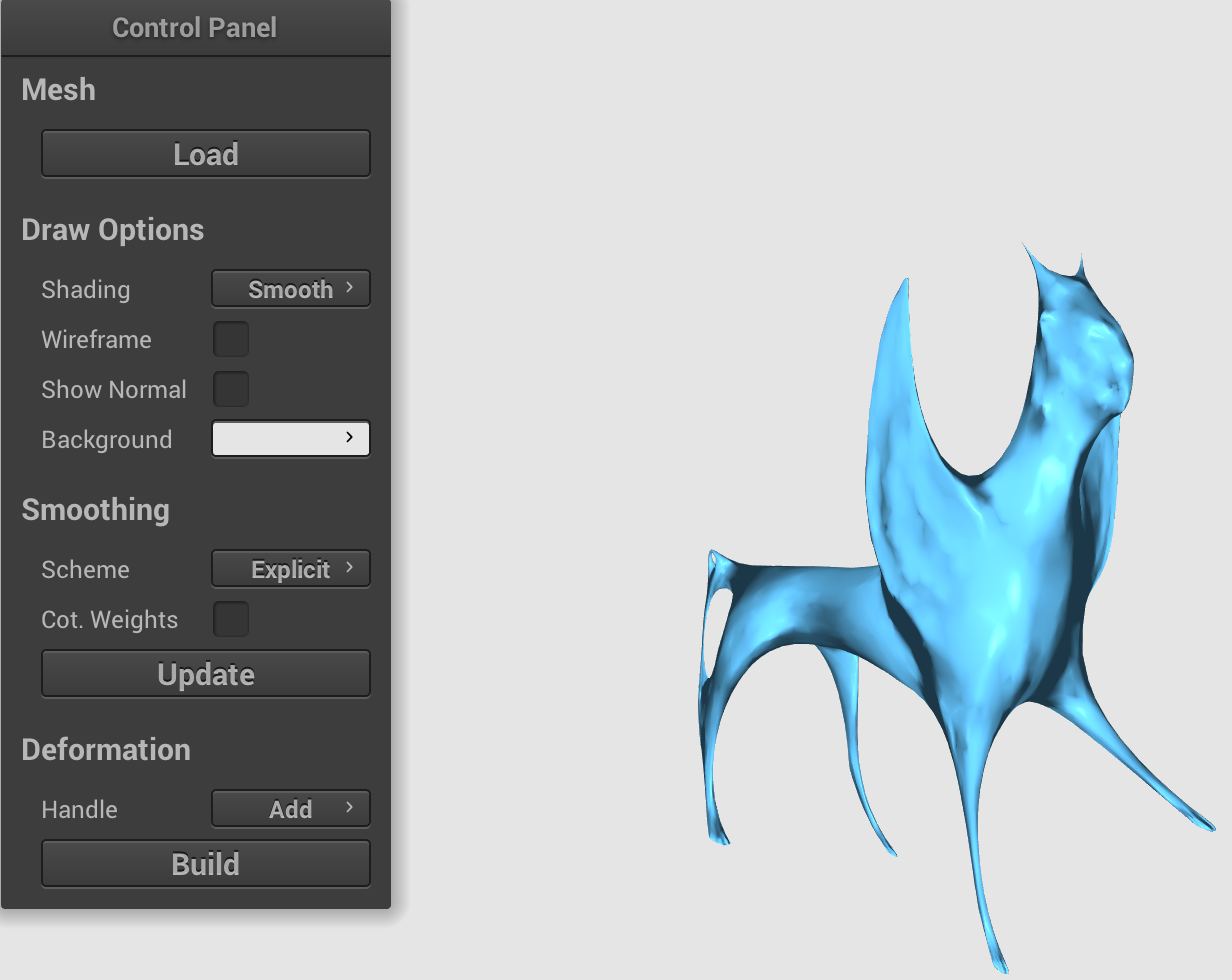 Control Panel
Mesh
Load
Draw Options
Shading Smooth ›
Wireframe
Show Normal
Background ›
Smoothing
Scheme Explicit ›
Cot. Weights
Update
Deformation
Handle Add ›
Build